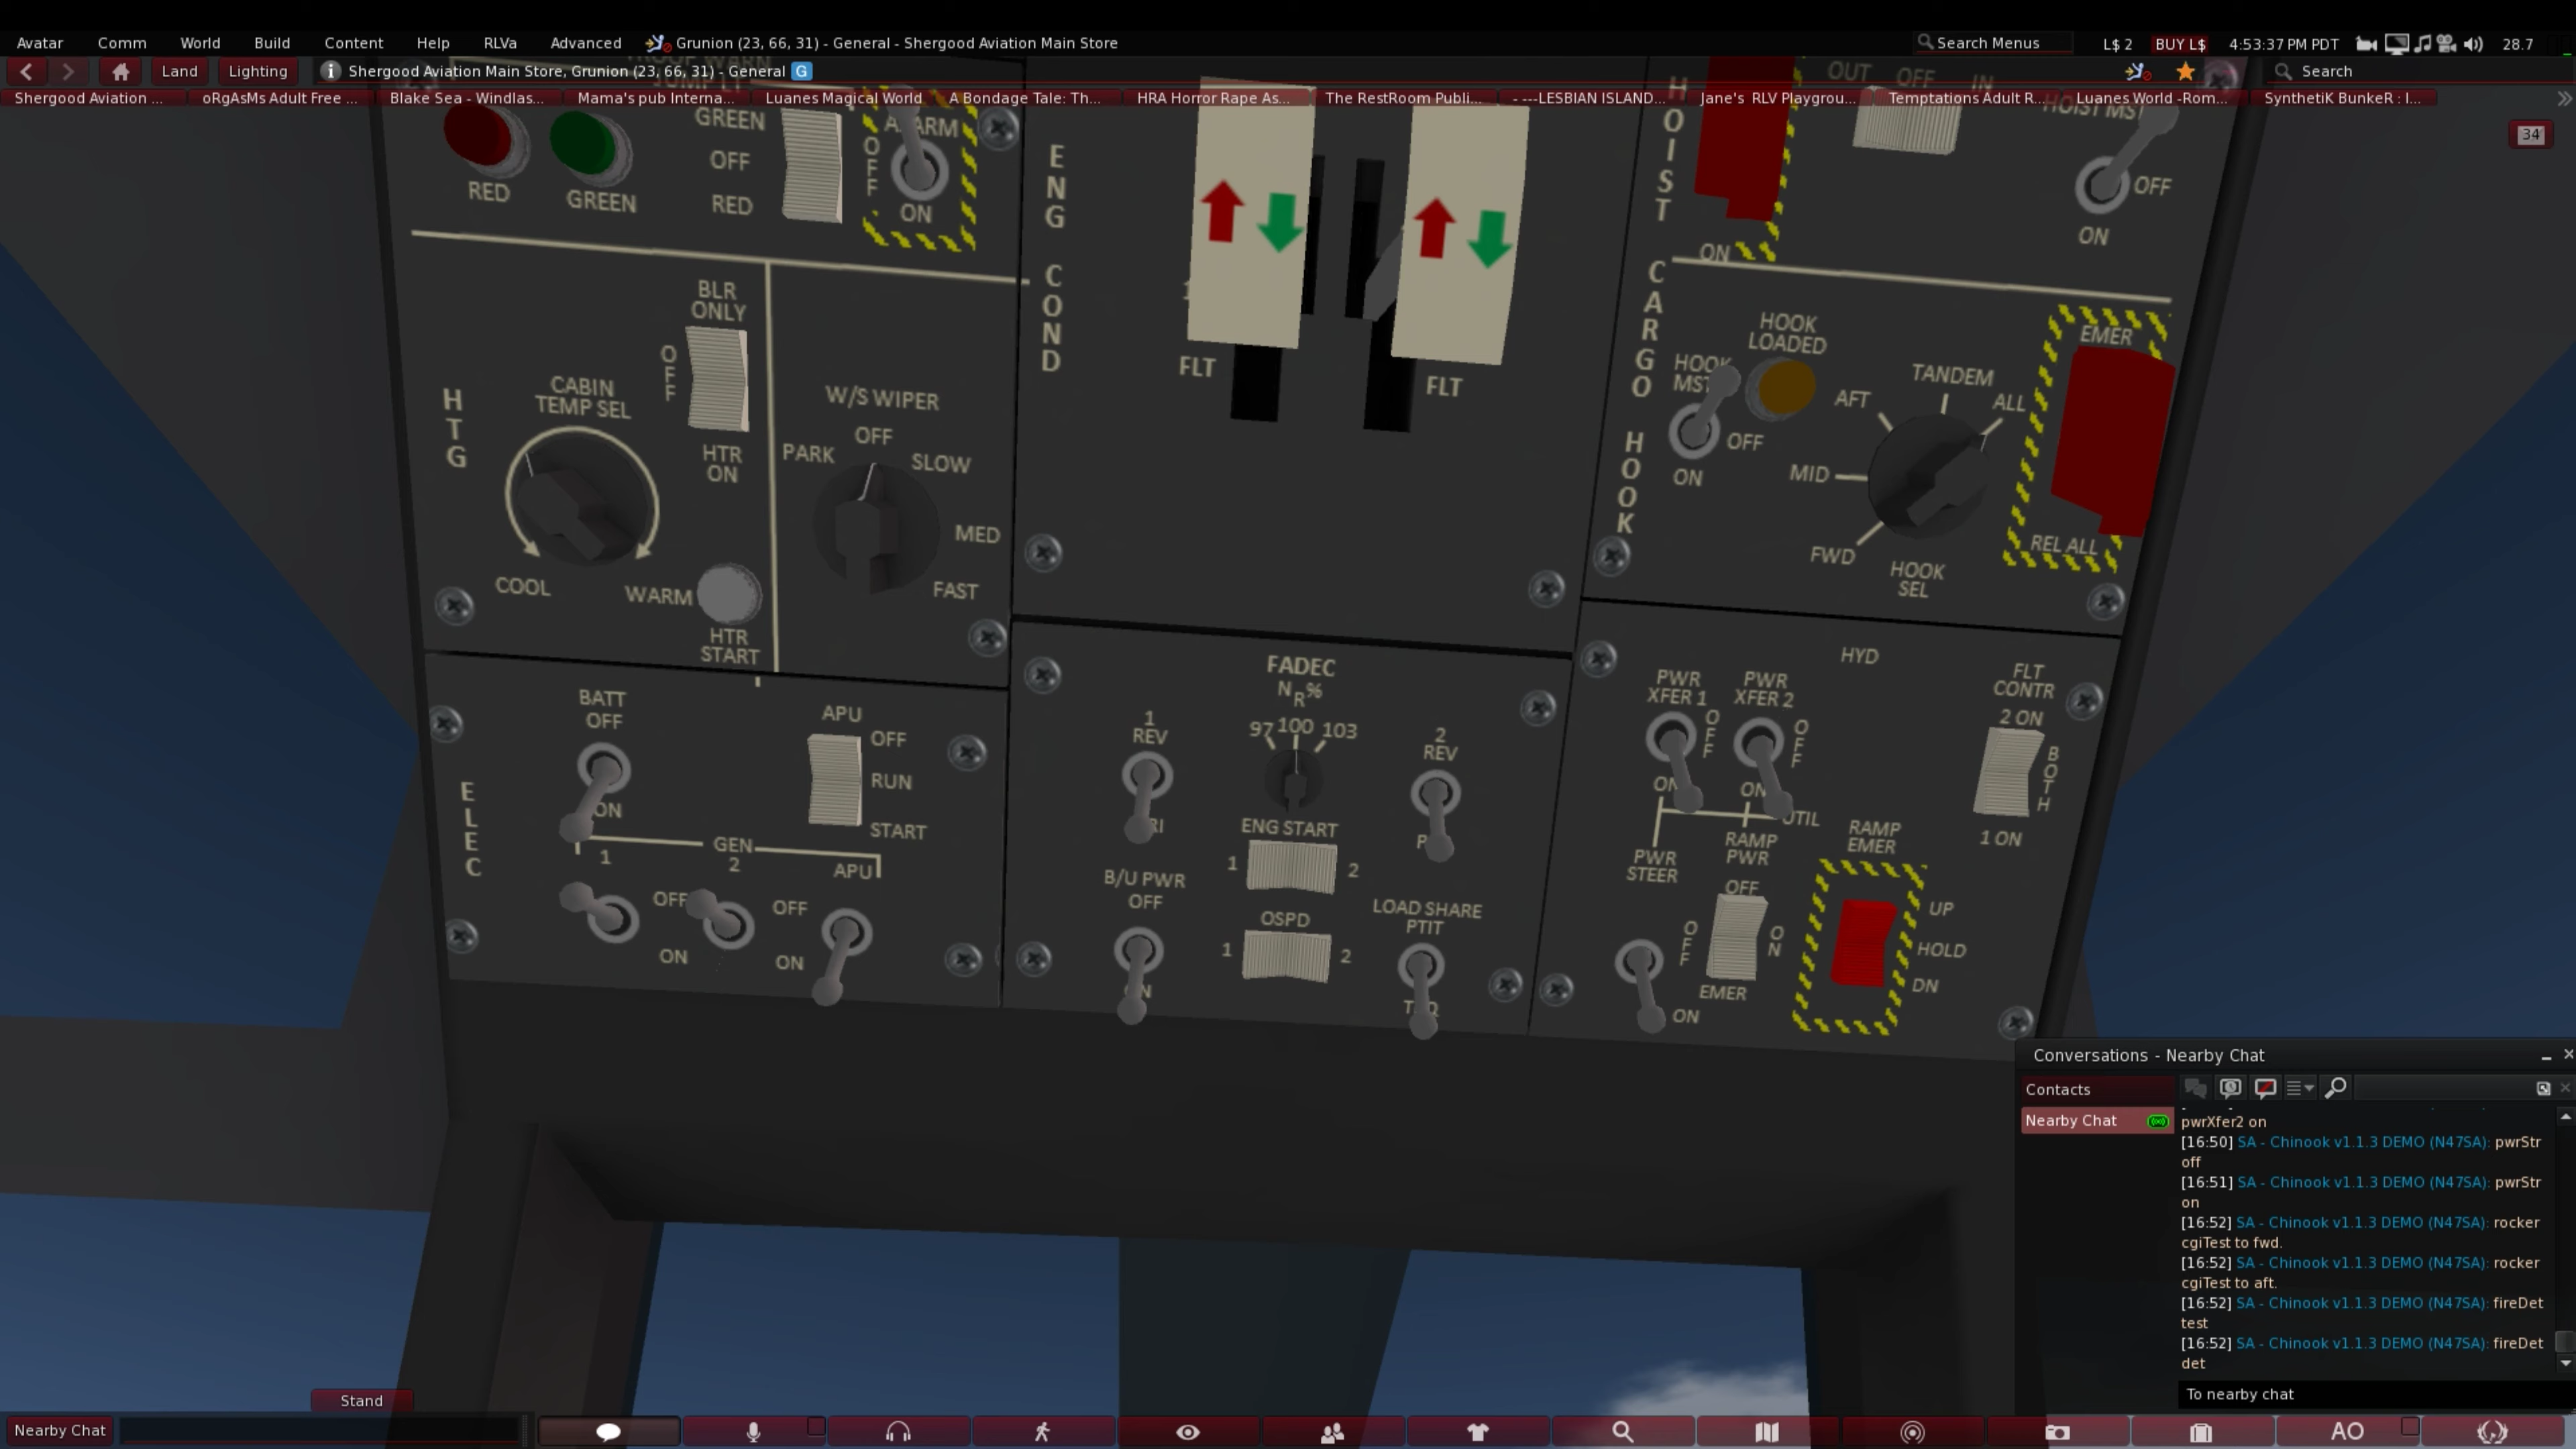 Avatar Comm World Build Content Help RLVa Advanced Grunion (23, 66, 31) - General - Shergood Aviation Main Store Search Menus L$ 2 BUY L$ 4:53:37 PM PDT 28.7
Land Lighting Shergood Aviation Main Store, Grunion (23, 66, 31) - General G Search
Shergood Aviation ... oRgAsMs Adult Free ... Blake Sea - Windlas... Mama's pub Interna... Luanes Magical World A Bondage Tale: Th... HRA Horror Rape As... The RestRoom Publi... - ---LESBIAN ISLAND... Jane's RLV Playgrou... Temptations Adult R... Luanes World -Rom... SynthetiK BunkeR : I...
34
GREEN
OFF
RED
RED
GREEN
ALARM
OFF
ON
HTG
BLR
ONLY
OFF
HTR
ON
CABIN
TEMP SEL
COOL
WARM
HTR
START
W/S WIPER
PARK
OFF
SLOW
MED
FAST
ENG COND
FLT
FLT
HOIST
OUT OFF IN
HOIST MST
OFF
ON
ON
CARGO HOOK
HOOK
MST
OFF
ON
HOOK
LOADED
AFT
TANDEM
ALL
MID
FWD
HOOK
SEL
EMER
REL ALL
ELEC
BATT
OFF
ON
APU
OFF
RUN
START
GEN
1
2
APU
OFF
ON
OFF
ON
FADEC
NR%
97 100 103
1
REV
2
REV
ENG START
1
2
B/U PWR
OFF
OSPD
1
2
LOAD SHARE
PTIT
HYD
PWR
XFER 1
OFF
ON
PWR
XFER 2
OFF
ON
UTIL
FLT
CONTR
2 ON
BOTH
1 ON
PWR
STEER
OFF
ON
RAMP
PWR
OFF
ON
EMER
RAMP
EMER
UP
HOLD
DN
Conversations - Nearby Chat
Contacts
Nearby Chat
pwrXfer2 on
[16:50] SA - Chinook v1.1.3 DEMO (N47SA): pwrStr
off
[16:51] SA - Chinook v1.1.3 DEMO (N47SA): pwrStr
on
[16:52] SA - Chinook v1.1.3 DEMO (N47SA): rocker
cgiTest to fwd.
[16:52] SA - Chinook v1.1.3 DEMO (N47SA): rocker
cgiTest to aft.
[16:52] SA - Chinook v1.1.3 DEMO (N47SA): fireDet
test
[16:52] SA - Chinook v1.1.3 DEMO (N47SA): fireDet
det
To nearby chat
Stand
Nearby Chat
AO